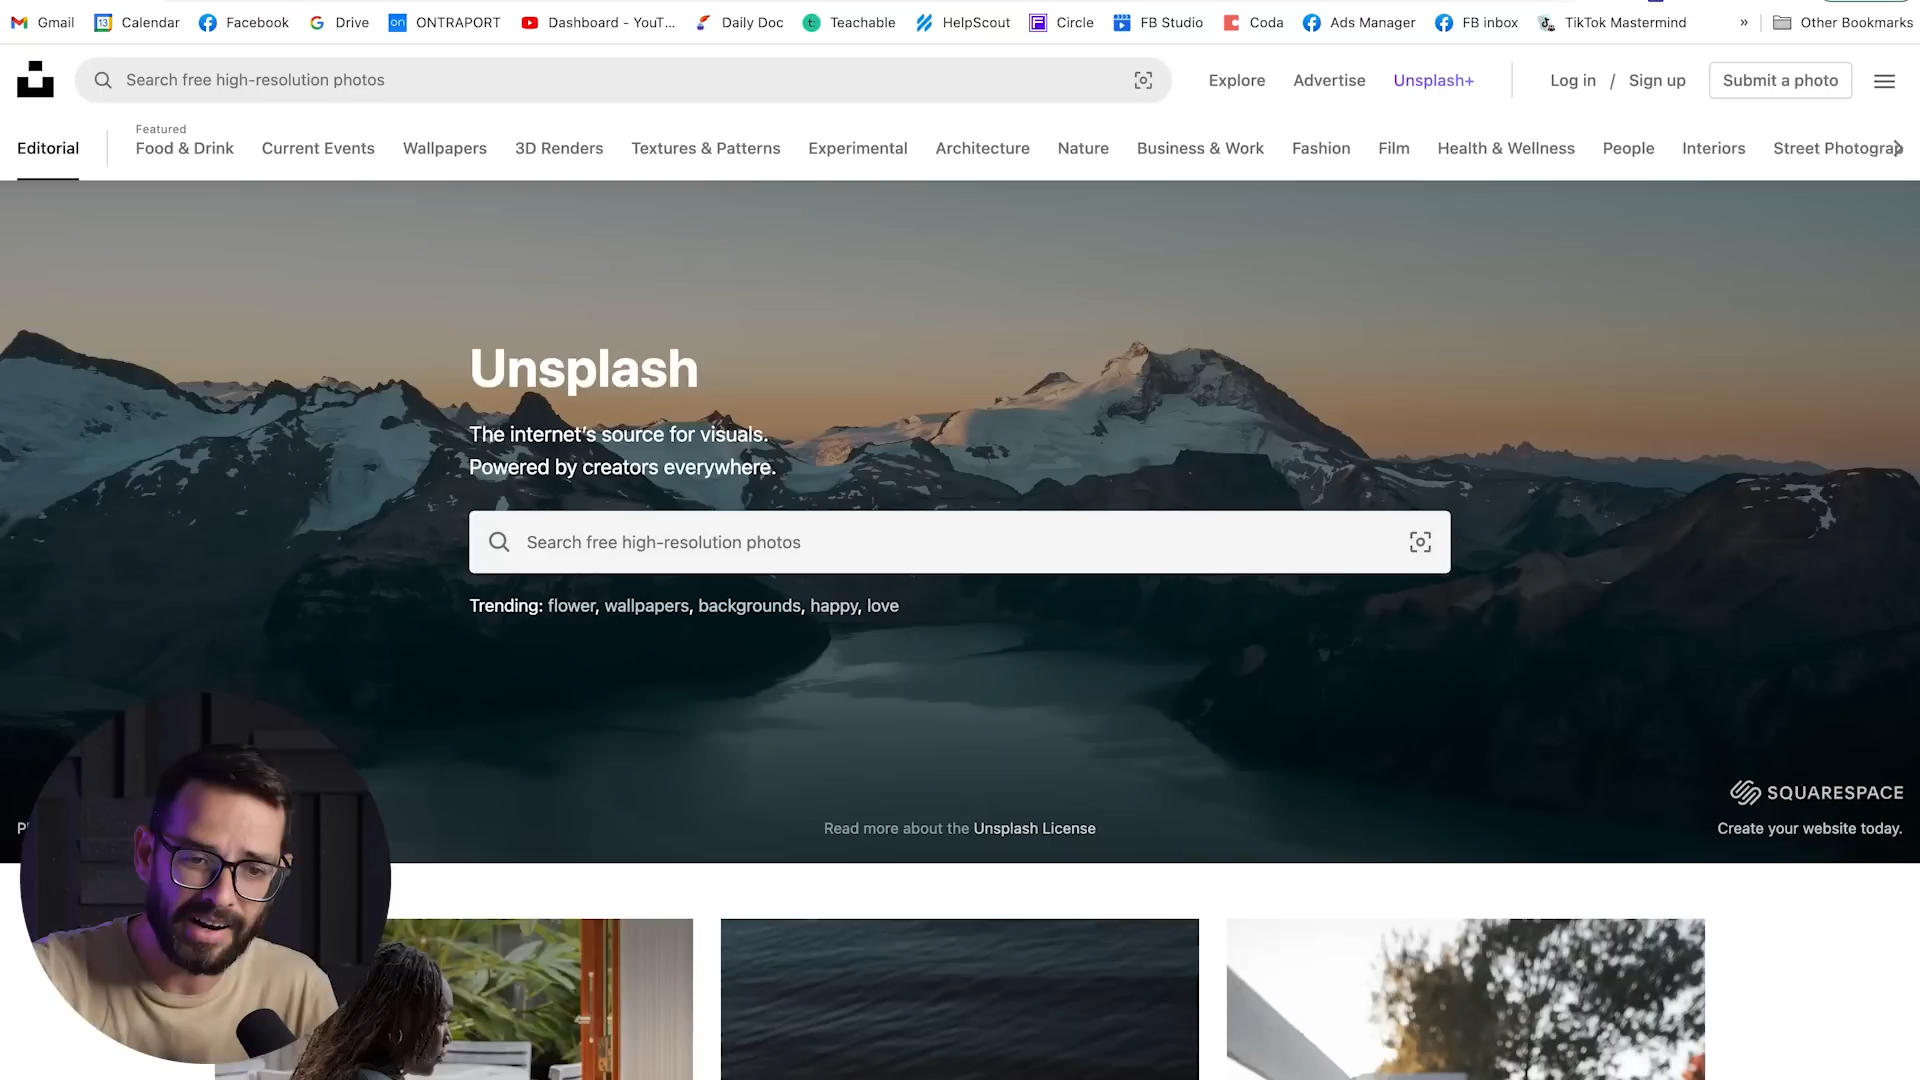 Gmail Calendar Facebook Drive ONTRAPORT Dashboard - YouT... Daily Doc Teachable HelpScout Circle FB Studio Coda Ads Manager FB inbox TikTok Mastermind » Other Bookmarks
Search free high-resolution photos Explore Advertise Unsplash+ Log in / Sign up Submit a photo
Featured
Editorial Food & Drink Current Events Wallpapers 3D Renders Textures & Patterns Experimental Architecture Nature Business & Work Fashion Film Health & Wellness People Interiors Street Photograp
Unsplash
The internet's source for visuals.
Powered by creators everywhere.
Search free high-resolution photos
Trending: flower, wallpapers, backgrounds, happy, love
SQUARESPACE
Read more about the Unsplash License
Create your website today.